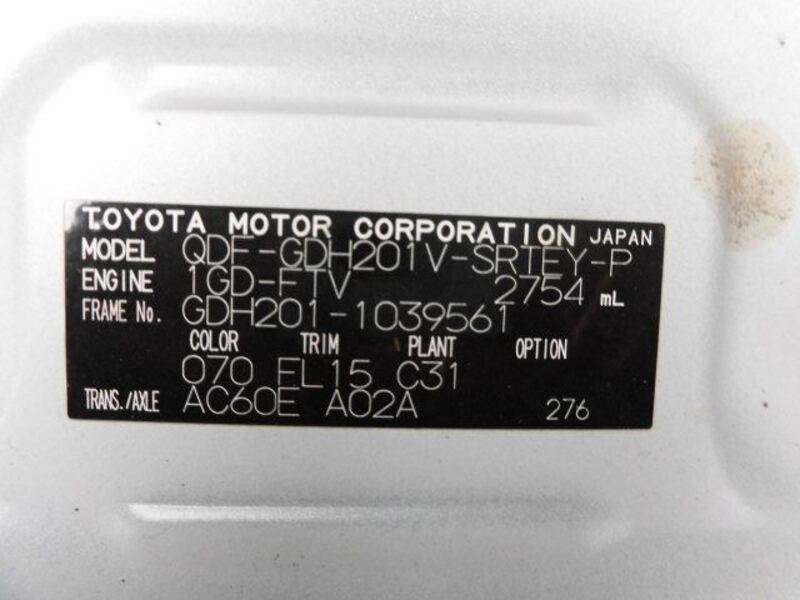 TOYOTA MOTOR CORPORATION JAPAN
MODEL QDF-GDH201V-SRTEY-P
ENGINE 1GD-FTV 2754 mL
FRAME No. GDH201-1039561
COLOR TRIM PLANT OPTION
070 FL15 C31
TRANS./AXLE AC60E A02A 276